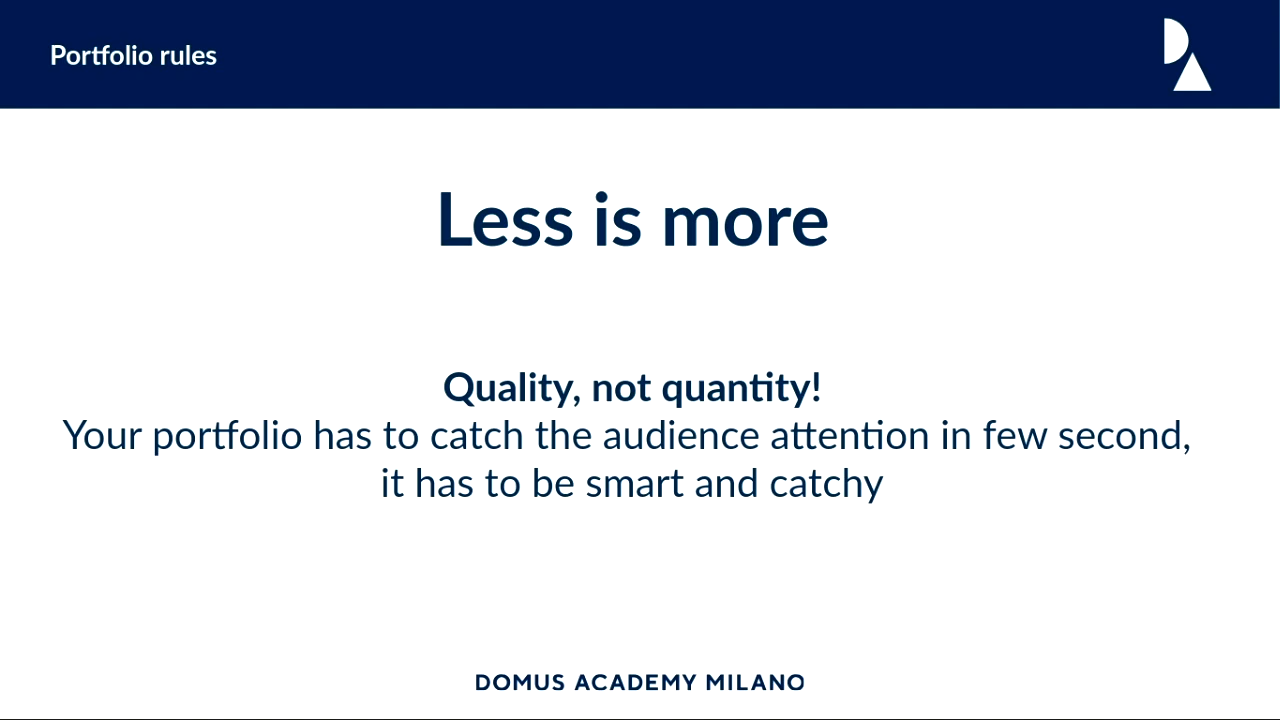 Portfolio rules
Less is more
Quality, not quantity!
Your portfolio has to catch the audience attention in few second,
it has to be smart and catchy
DOMUS ACADEMY MILANO